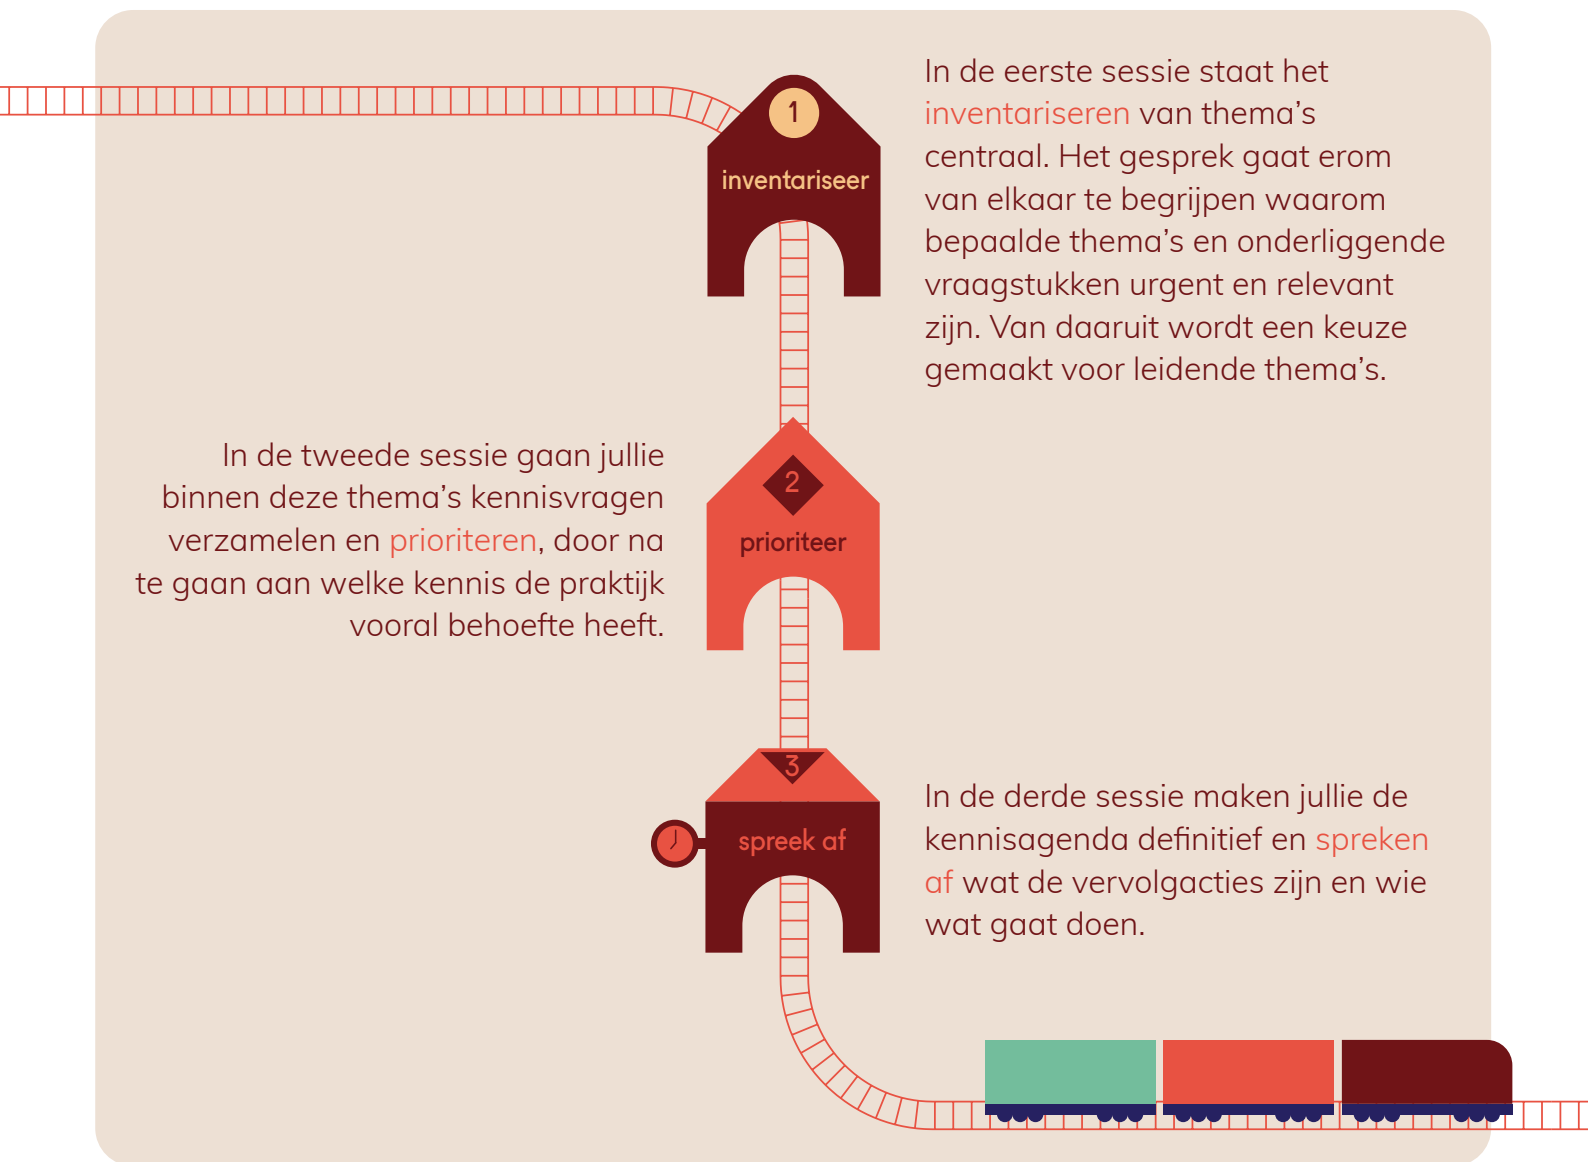 1
inventariseer
In de eerste sessie staat het
inventariseren van thema’s
centraal. Het gesprek gaat erom
van elkaar te begrijpen waarom
bepaalde thema’s en onderliggende
vraagstukken urgent en relevant
zijn. Van daaruit wordt een keuze
gemaakt voor leidende thema’s.
In de tweede sessie gaan jullie
binnen deze thema’s kennisvragen
verzamelen en prioriteren, door na
te gaan aan welke kennis de praktijk
vooral behoefte heeft.
2
prioriteer
3
spreek af
In de derde sessie maken jullie de
kennisagenda definitief en spreken
af wat de vervolgacties zijn en wie
wat gaat doen.